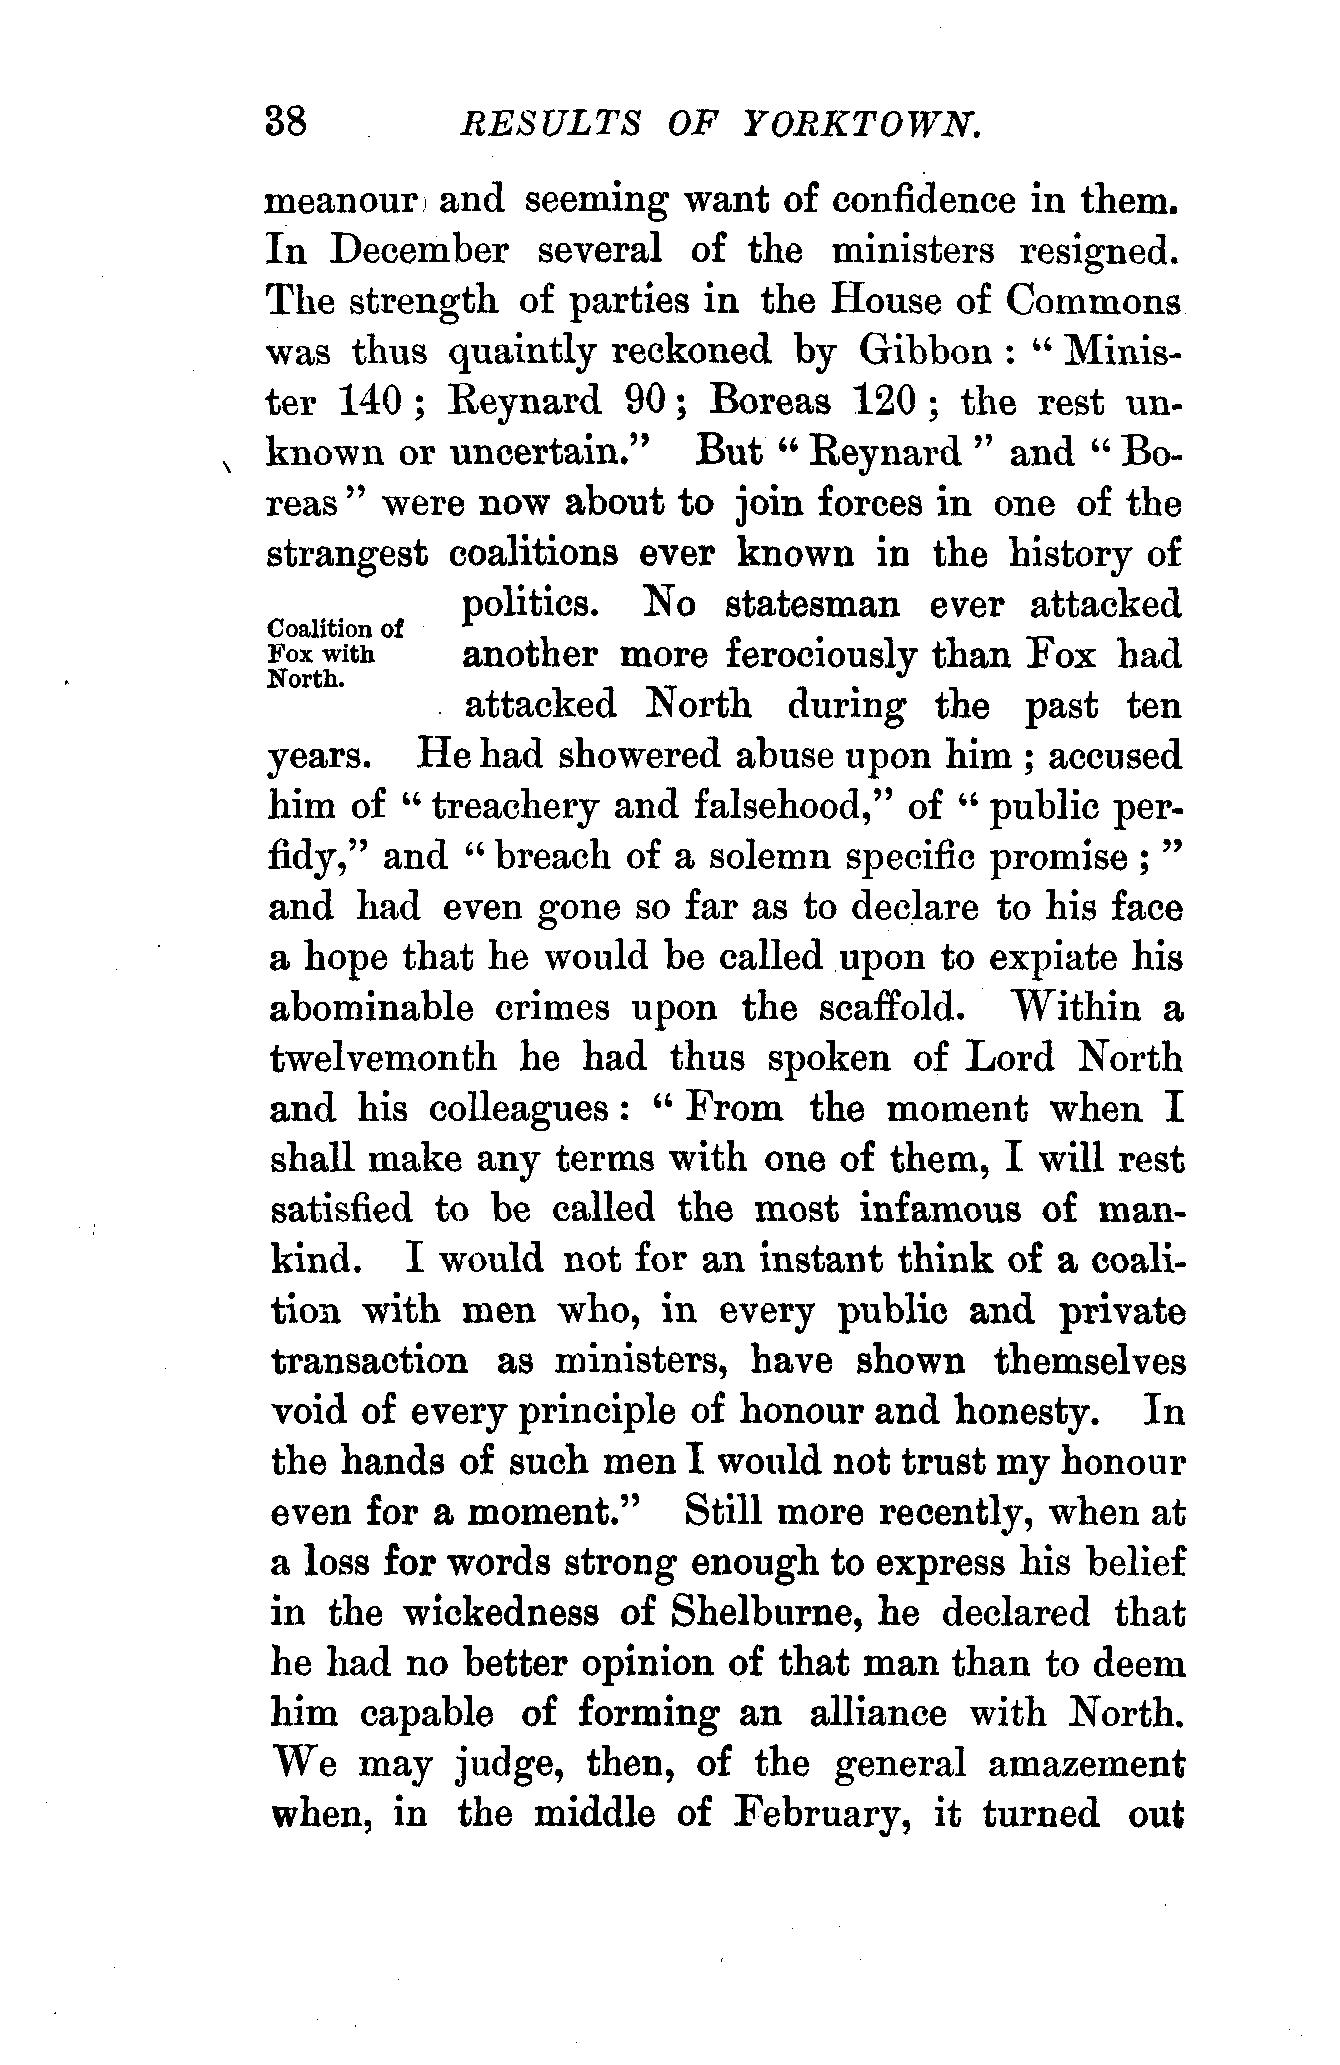 38 RESULTS OF YORKTOWN.
meanour and seeming want of confidence in them.
In December several of the ministers resigned.
The strength of parties in the House of Commons
was thus quaintly reckoned by Gibbon : “ Minis-
ter 140 ; Reynard 90 ; Boreas 120 ; the rest un-
known or uncertain.” But “ Reynard ” and “ Bo-
reas ” were now about to join forces in one of the
strangest coalitions ever known in the history of
Coalition of
Fox with
North.
politics. No statesman ever attacked
another more ferociously than Fox had
attacked North during the past ten
years. He had showered abuse upon him ; accused
him of “ treachery and falsehood,” of “ public per-
fidy,” and “ breach of a solemn specific promise ; ”
and had even gone so far as to declare to his face
a hope that he would be called upon to expiate his
abominable crimes upon the scaffold. Within a
twelvemonth he had thus spoken of Lord North
and his colleagues : “ From the moment when I
shall make any terms with one of them, I will rest
satisfied to be called the most infamous of man-
kind. I would not for an instant think of a coali-
tion with men who, in every public and private
transaction as ministers, have shown themselves
void of every principle of honour and honesty. In
the hands of such men I would not trust my honour
even for a moment.” Still more recently, when at
a loss for words strong enough to express his belief
in the wickedness of Shelburne, he declared that
he had no better opinion of that man than to deem
him capable of forming an alliance with North.
We may judge, then, of the general amazement
when, in the middle of February, it turned out